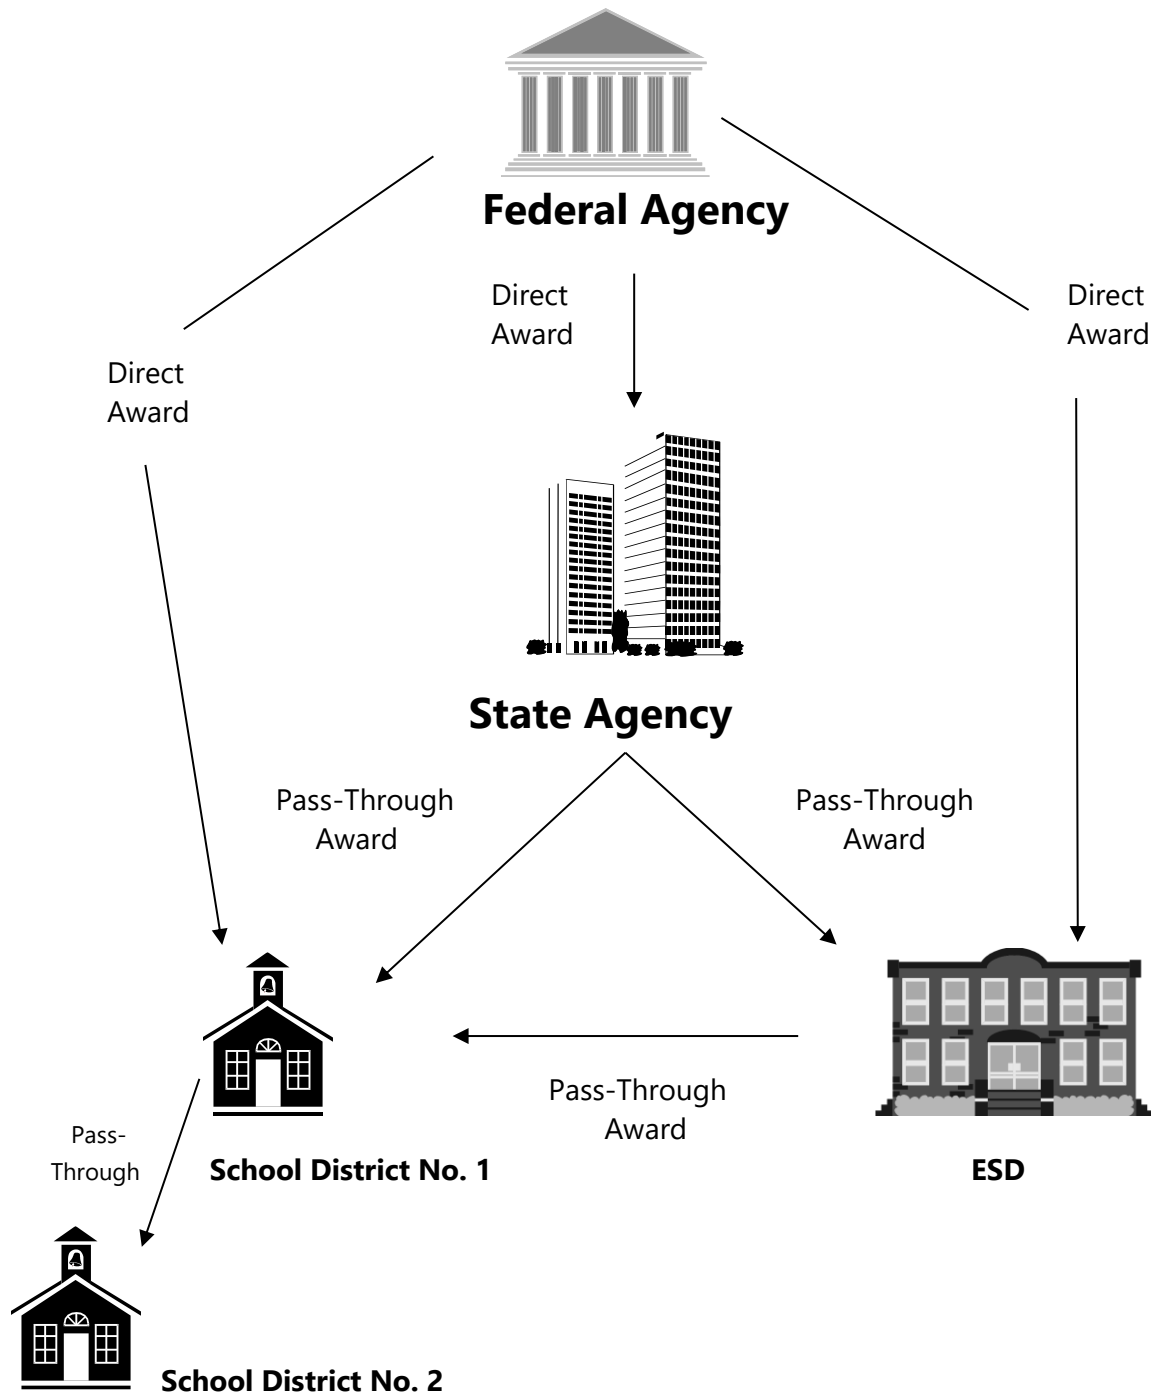 Federal Agency
Direct
Award
Direct
Award
Direct
Award
State Agency
Pass-Through
Award
Pass-Through
Award
Pass-Through
Award
Pass-
Through
School District No. 1
ESD
School District No. 2